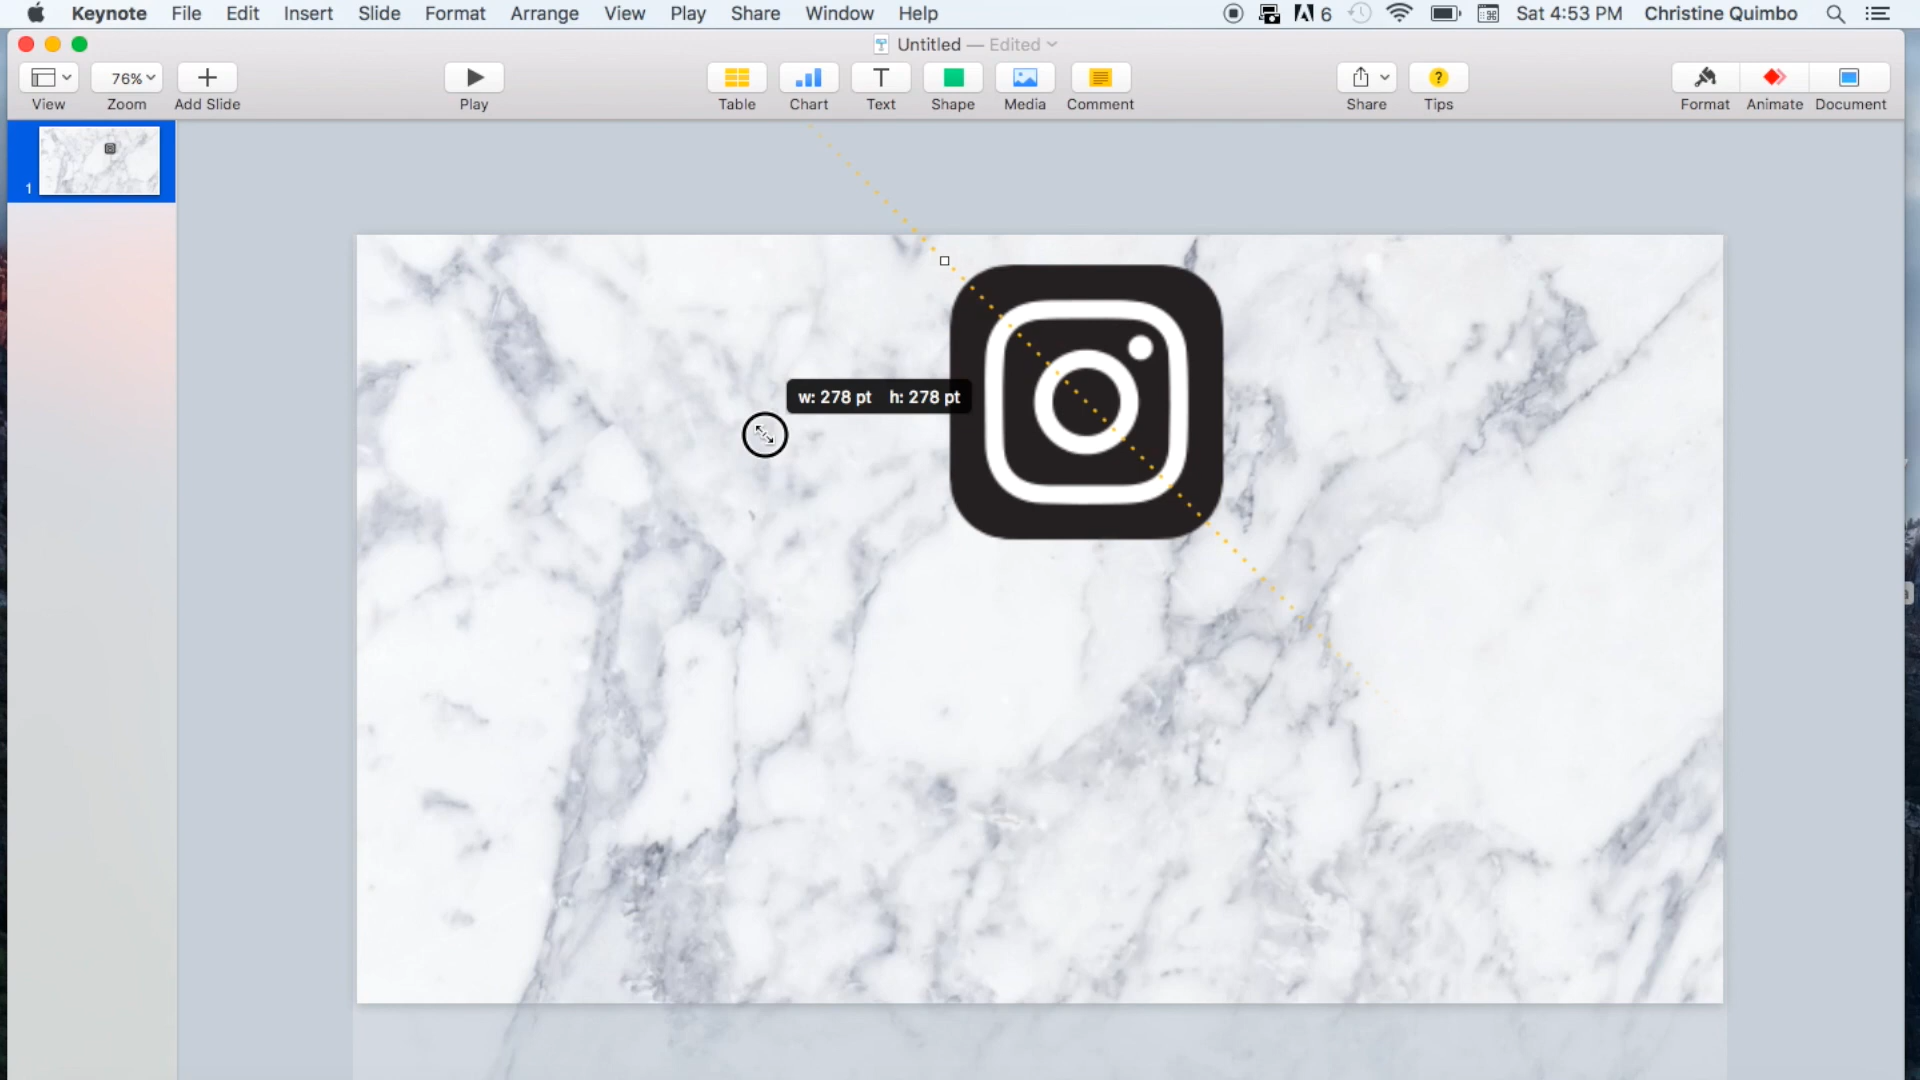 Keynote File Edit Insert Slide Format Arrange View Play Share Window Help 6 Sat 4:53 PM Christine Quimbo
Untitled — Edited
76%
View Zoom Add Slide Play Table Chart T Text Shape Media Comment Share ? Tips Format Animate Document
1
w: 278 pt h: 278 pt